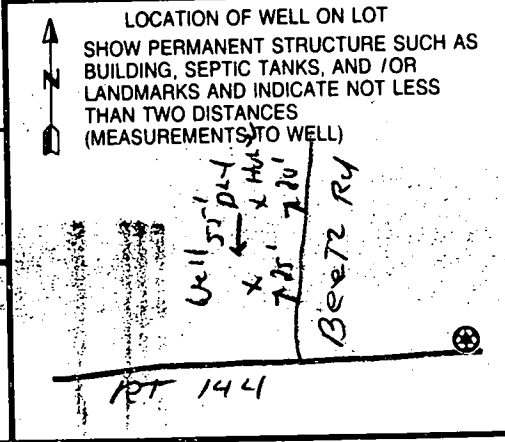 LOCATION OF WELL ON LOT
SHOW PERMANENT STRUCTURE SUCH AS
BUILDING, SEPTIC TANKS, AND / OR
LANDMARKS AND INDICATE NOT LESS
THAN TWO DISTANCES
(MEASUREMENTS TO WELL)
N
Well
55'
x
x
25'
20'
Beetz Rd
RT 144